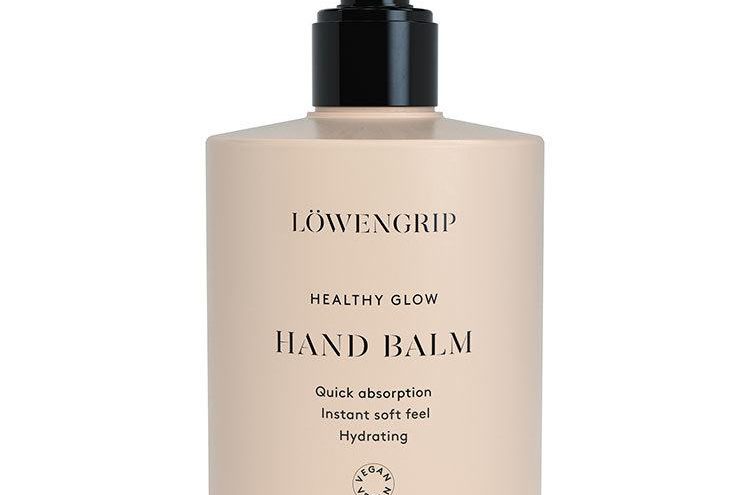 LÖWENGRIP
HEALTHY GLOW
HAND BALM
Quick absorption
Instant soft feel
Hydrating
VEGAN